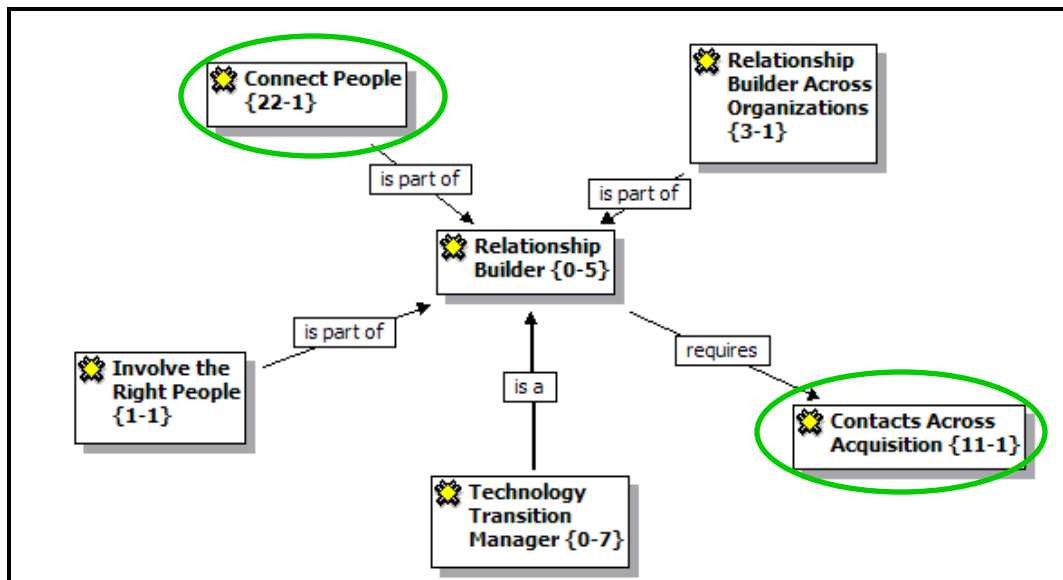 Connect People
{22-1}
Relationship
Builder Across
Organizations
{3-1}
is part of
is part of
Relationship
Builder {0-5}
is part of
requires
Involve the
Right People
{1-1}
is a
Contacts Across
Acquisition {11-1}
Technology
Transition
Manager {0-7}